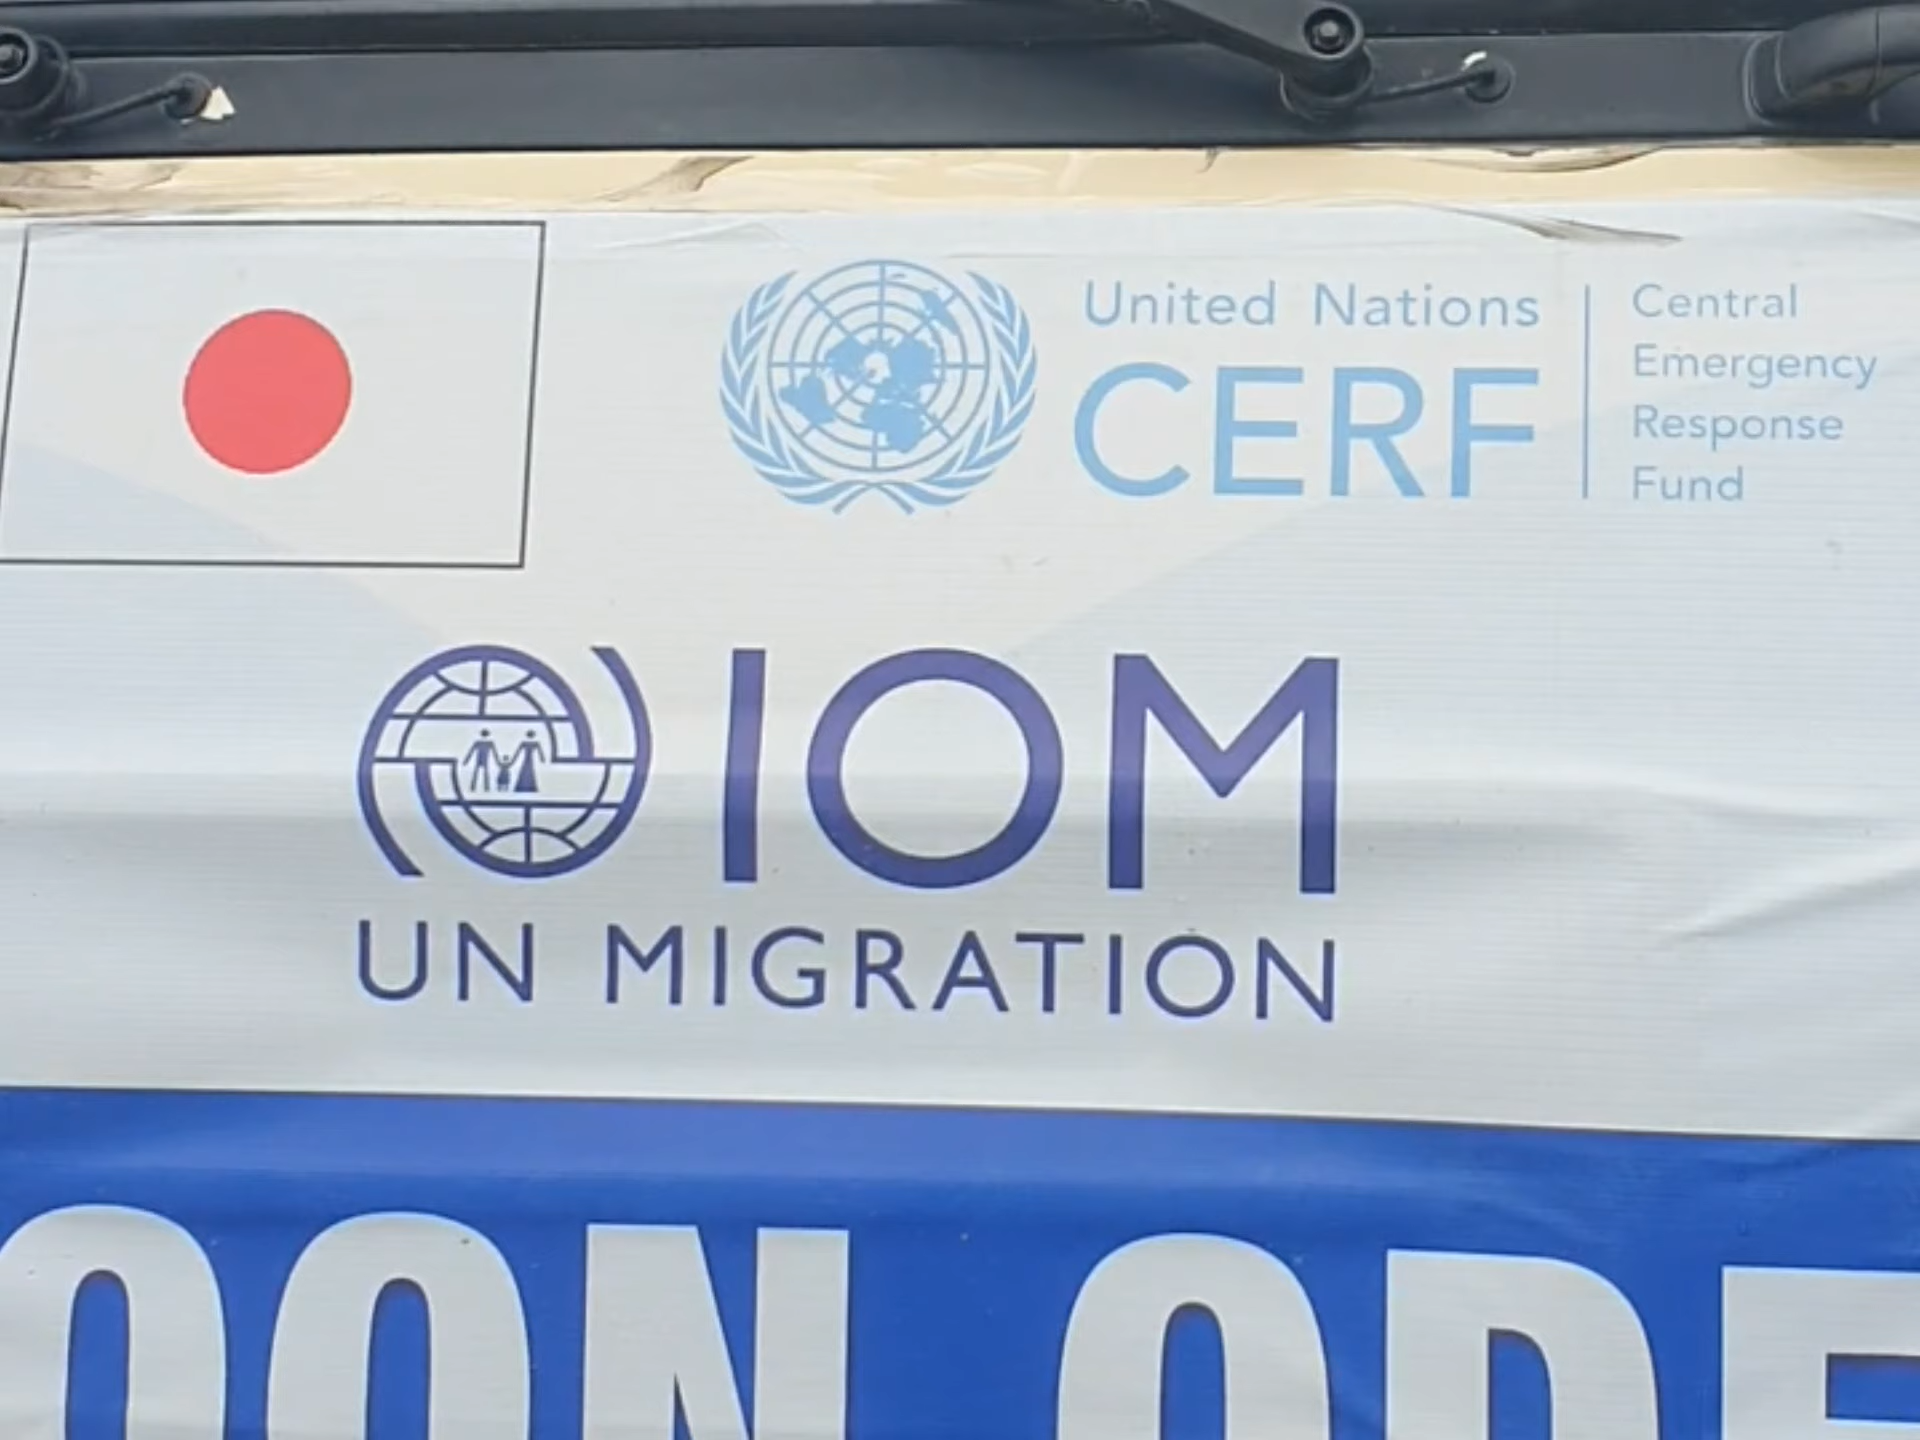 United Nations
CERF
Central
Emergency
Response
Fund
IOM
UN MIGRATION